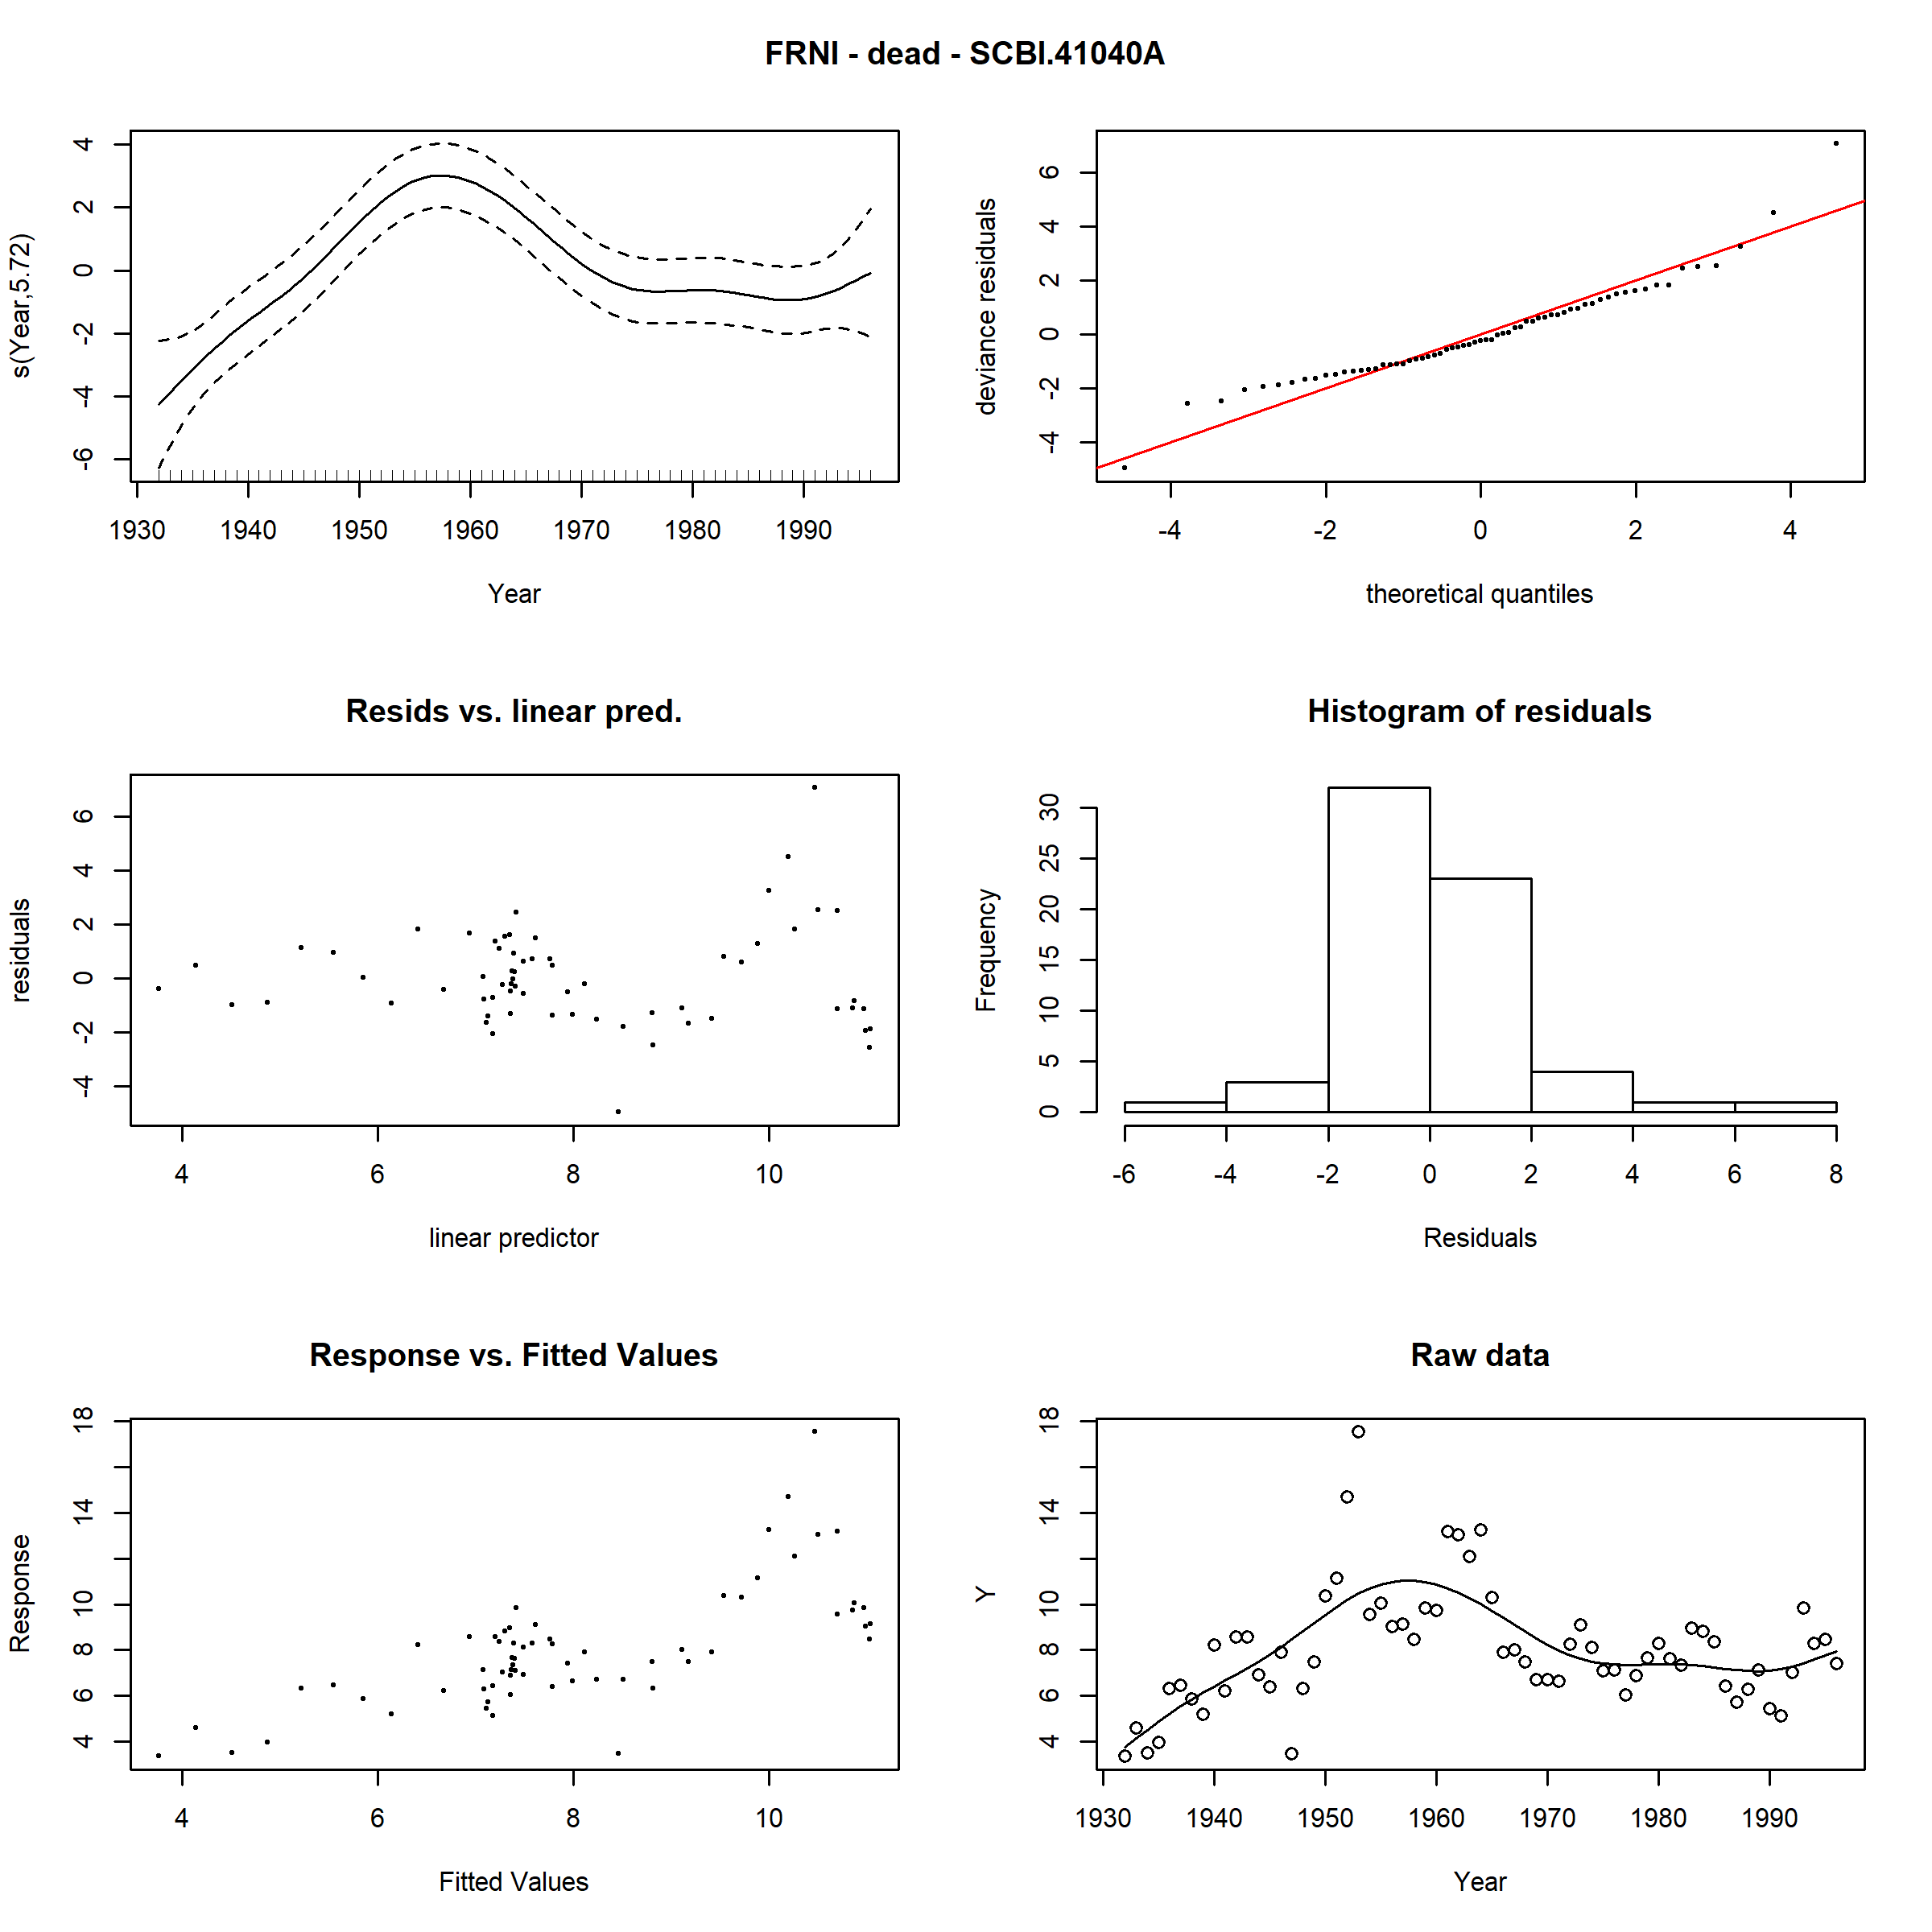 FRNI - dead - SCBI.41040A
s(Year,5.72)
4
2
0
-2
-4
-6
1930 1940 1950 1960 1970 1980 1990
Year
deviance residuals
6
4
2
0
-2
-4
-4 -2 0 2 4
theoretical quantiles
Resids vs. linear pred.
residuals
6
4
2
0
-2
-4
4 6 8 10
linear predictor
Histogram of residuals
Frequency
30
25
20
15
10
5
0
-6 -4 -2 0 2 4 6 8
Residuals
Response vs. Fitted Values
Response
18
14
10
8
6
4
4 6 8 10
Fitted Values
Raw data
Y
18
14
10
8
6
4
1930 1940 1950 1960 1970 1980 1990
Year